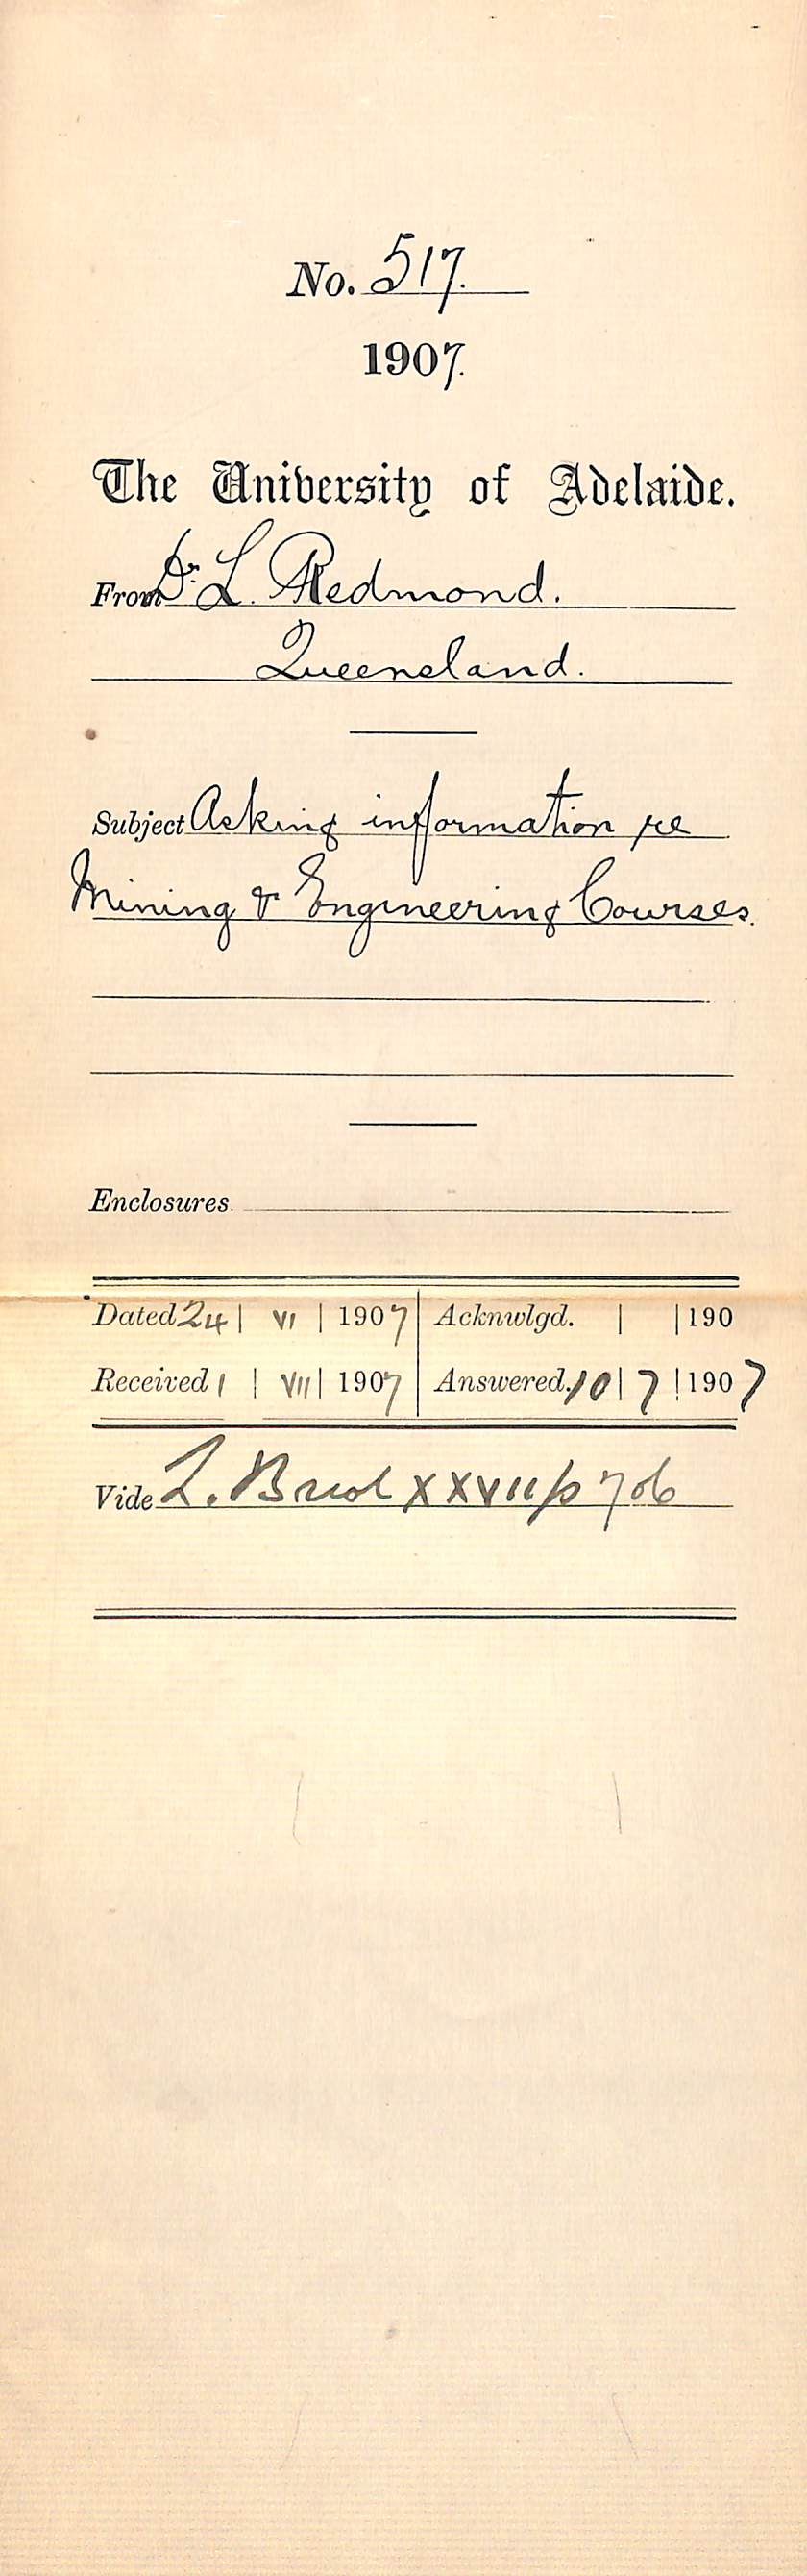 No. 517.
1907.
The University of Adelaide.
From Dr. L. Redmond.
Queensland.
Subject Asking information re
Mining & Engineering Courses.
Enclosures
Dated 24 | VI | 1907 Acknwlgd. | | 190
Received 1 | VII | 1907 Answered. 10 | 7 | 1907
Vide L. XXVII p 706